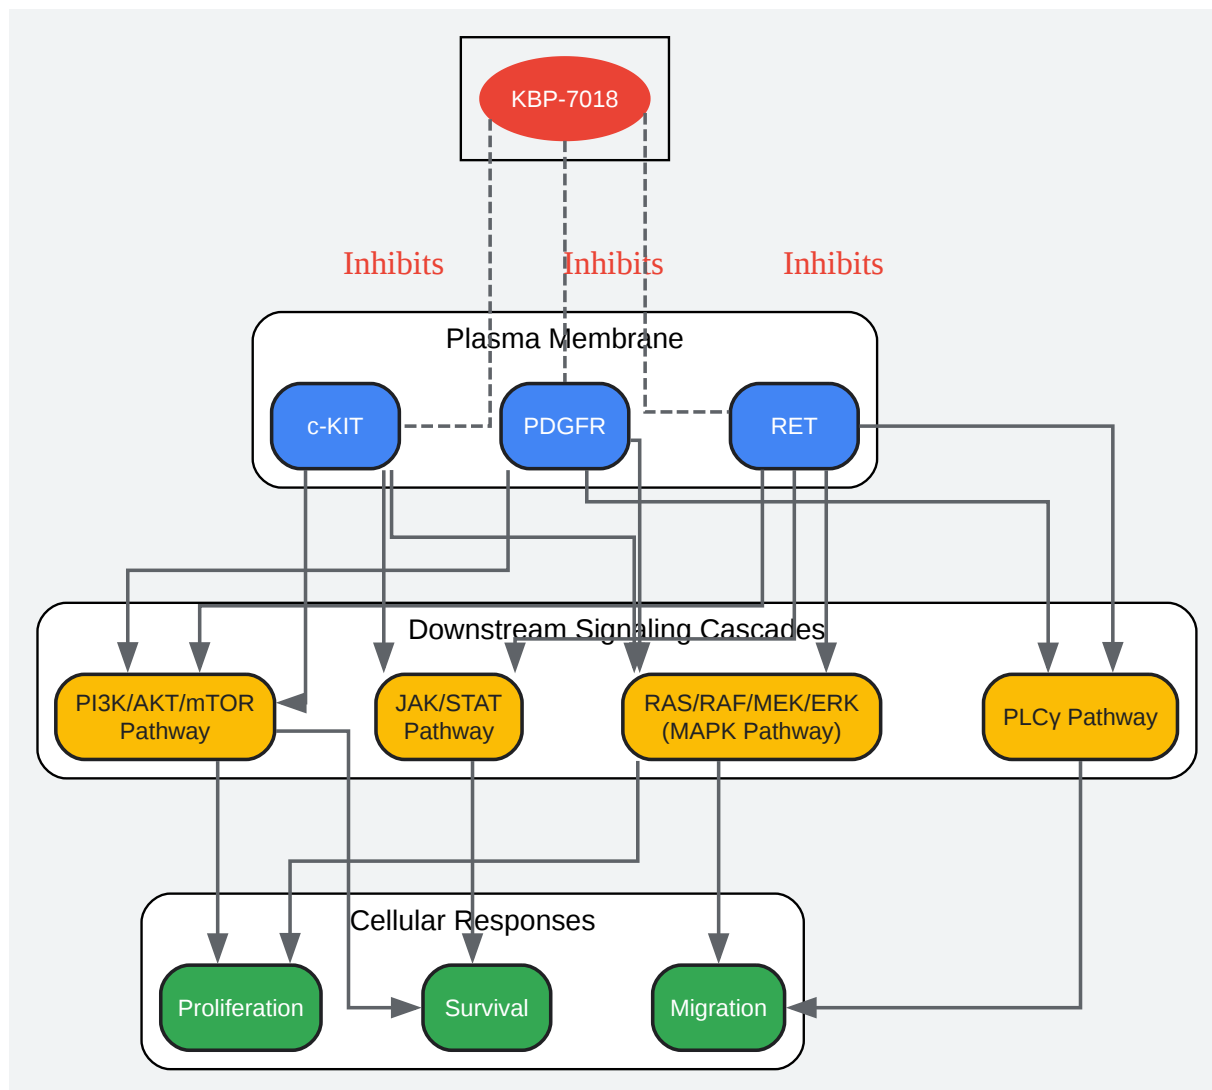 KBP-7018
Inhibits
Inhibits
Inhibits
Plasma Membrane
c-KIT
PDGFR
RET
Downstream Signaling Cascades
PI3K/AKT/mTOR
Pathway
JAK/STAT
Pathway
RAS/RAF/MEK/ERK
(MAPK Pathway)
PLCγ Pathway
Cellular Responses
Proliferation
Survival
Migration